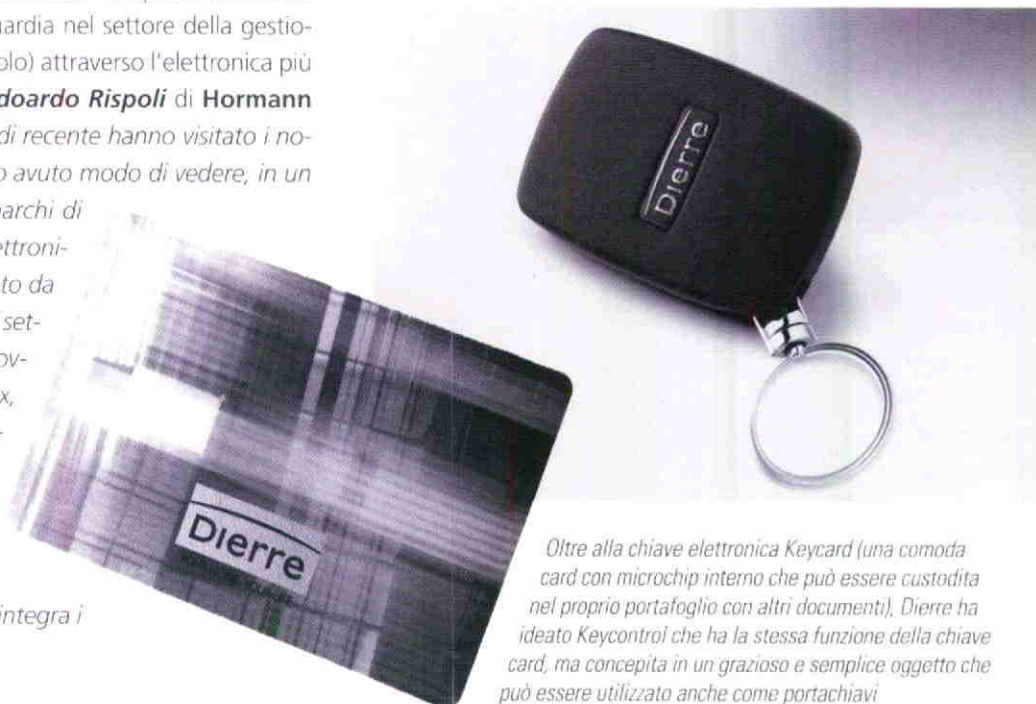 uardia nel settore della gestio-
olo) attraverso l'elettronica più
doardo Rispoli di Hormann
di recente hanno visitato i no-
o avuto modo di vedere, in un
archi di
ettroni-
to da
set-
ov-
x,
-
integra i
Dierre
Dierre
Oltre alla chiave elettronica Keycard (una comoda
card con microchip interno che può essere custodita
nel proprio portafoglio con altri documenti), Dierre ha
ideato Keycontrol che ha la stessa funzione della chiave
card, ma concepita in un grazioso e semplice oggetto che
può essere utilizzato anche come portachiavi